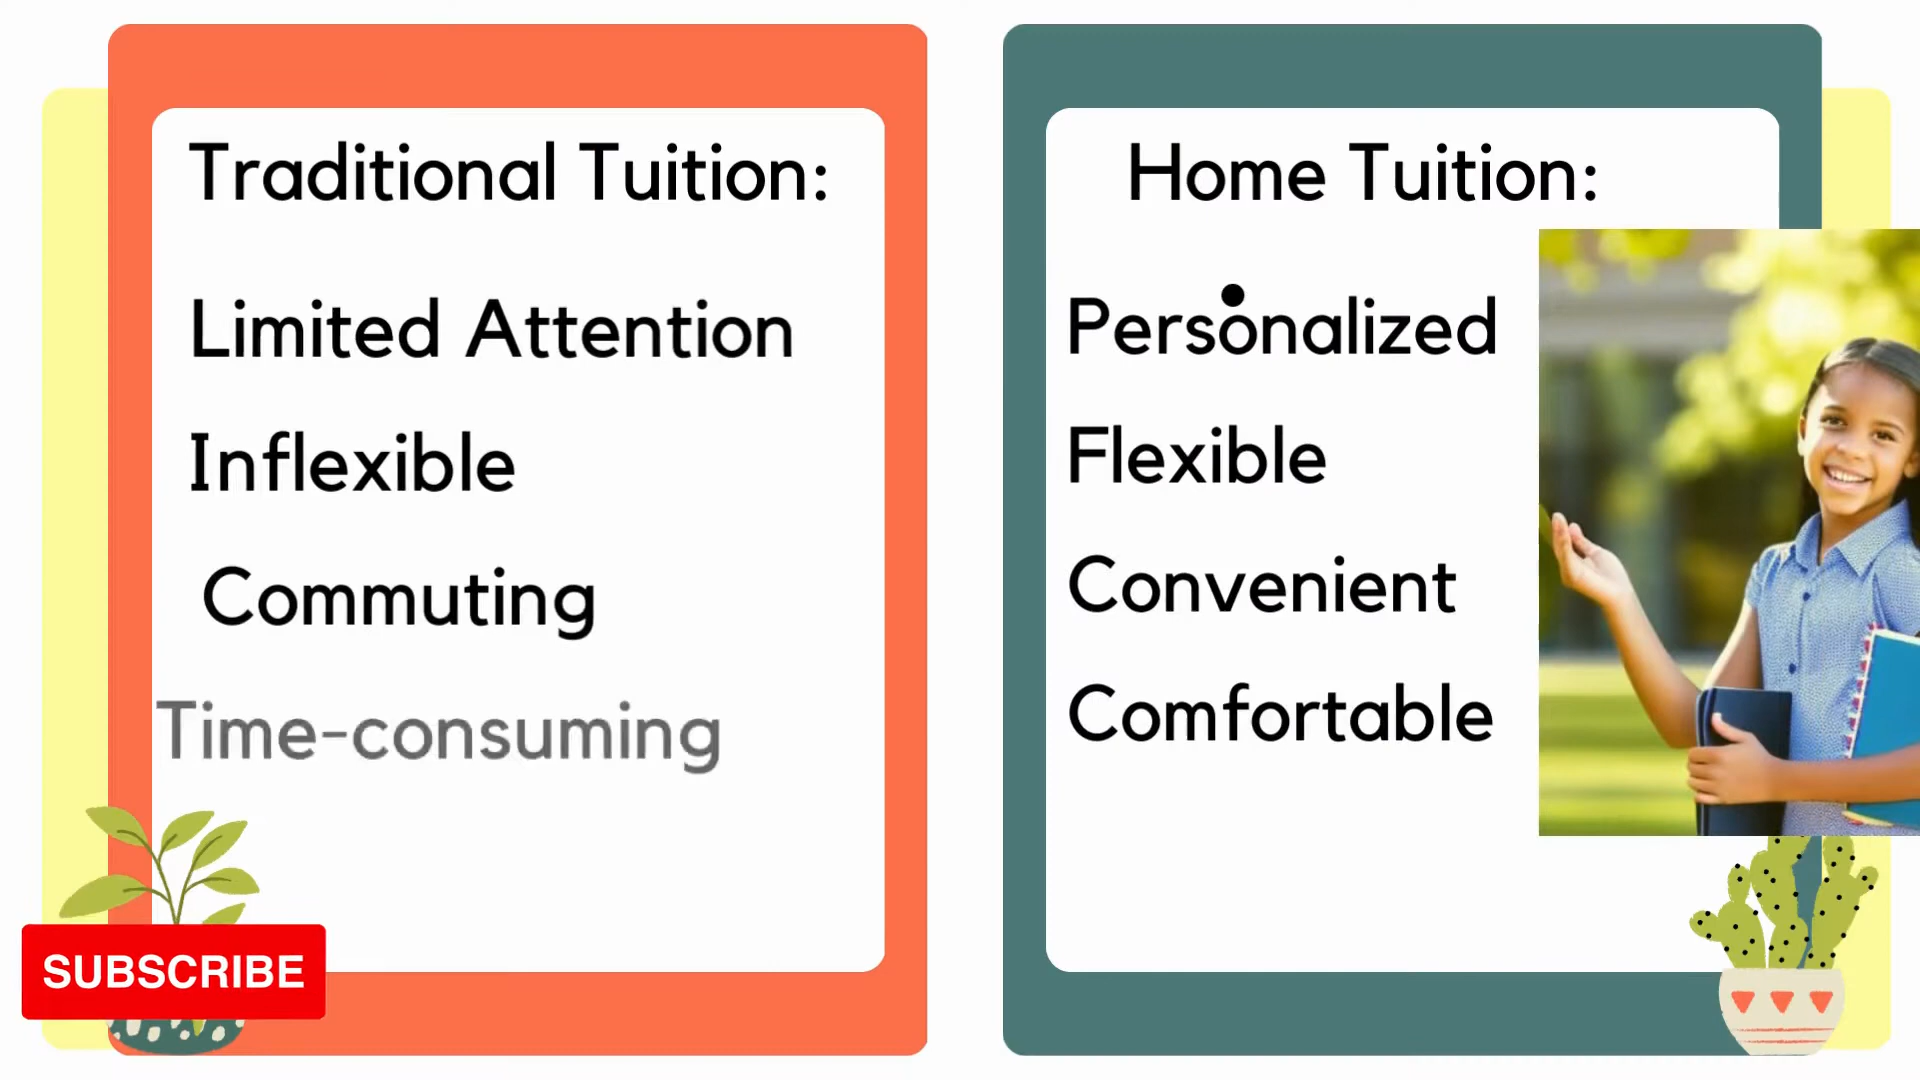 Traditional Tuition:
Limited Attention
Inflexible
Commuting
Time-consuming
SUBSCRIBE
Home Tuition:
Personalized
Flexible
Convenient
Comfortable